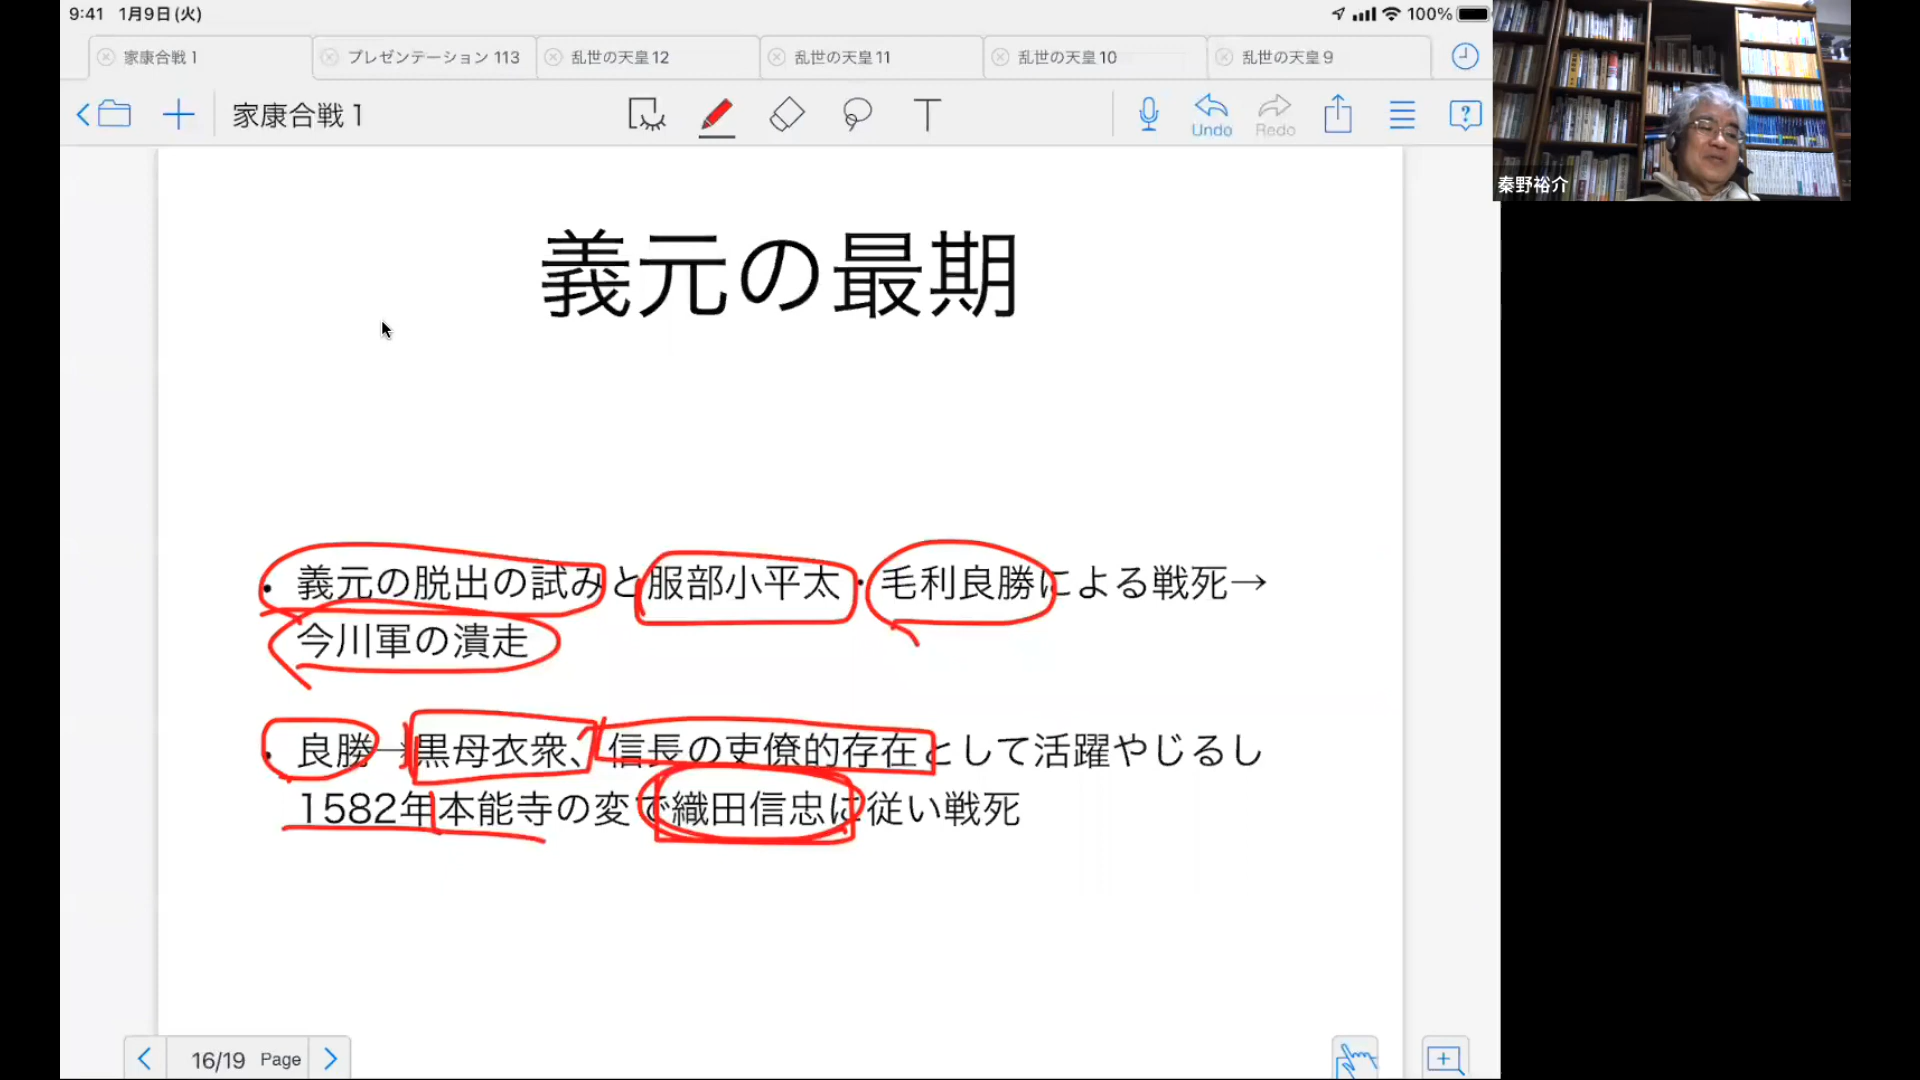 9:41 1月9日(火) 100%
家康合戦1 プレゼンテーション 113 乱世の天皇12 乱世の天皇11 乱世の天皇10 乱世の天皇9
家康合戦1 Undo Redo
秦野裕介
義元の最期
・義元の脱出の試みと服部小平太・毛利良勝による戦死→
今川軍の潰走
・良勝→黒母衣衆、信長の吏僚的存在として活躍やじるし
1582年本能寺の変で織田信忠に従い戦死
16/19 Page